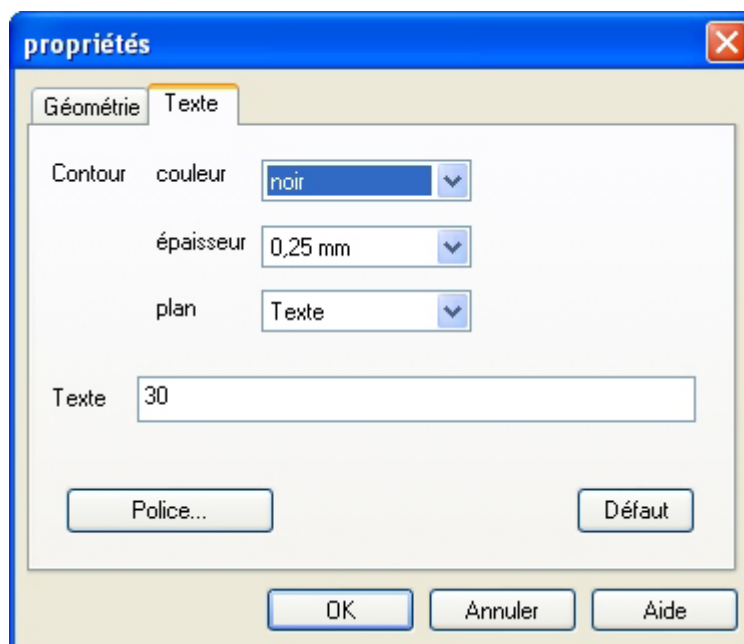 propriétés
Géométrie Texte
Contour couleur noir
épaisseur 0,25 mm
plan Texte
Texte 30
Police... Défaut
OK Annuler Aide